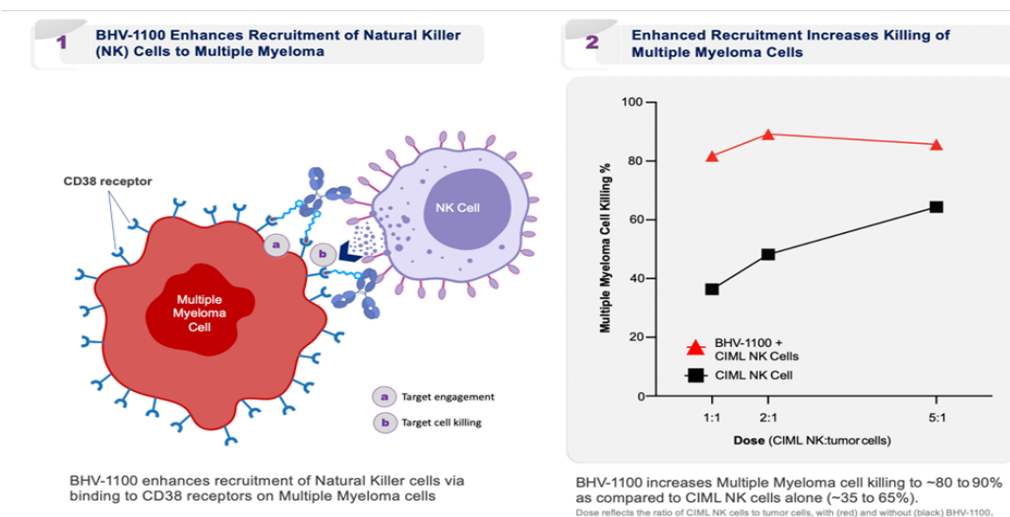 1
BHV-1100 Enhances Recruitment of Natural Killer
(NK) Cells to Multiple Myeloma
CD38 receptor
NK Cell
a
b
Multiple
Myeloma
Cell
a Target engagement
b Target cell killing
BHV-1100 enhances recruitment of Natural Killer cells via
binding to CD38 receptors on Multiple Myeloma cells
2
Enhanced Recruitment Increases Killing of
Multiple Myeloma Cells
Multiple Myeloma Cell Killing %
100
80
60
40
20
0
BHV-1100 +
CIML NK Cells
CIML NK Cell
1:1 2:1 5:1
Dose (CIML NK:tumor cells)
BHV-1100 increases Multiple Myeloma cell killing to ~80 to 90%
as compared to CIML NK cells alone (~35 to 65%).
Dose reflects the ratio of CIML NK cells to tumor cells, with (red) and without (black) BHV-1100.